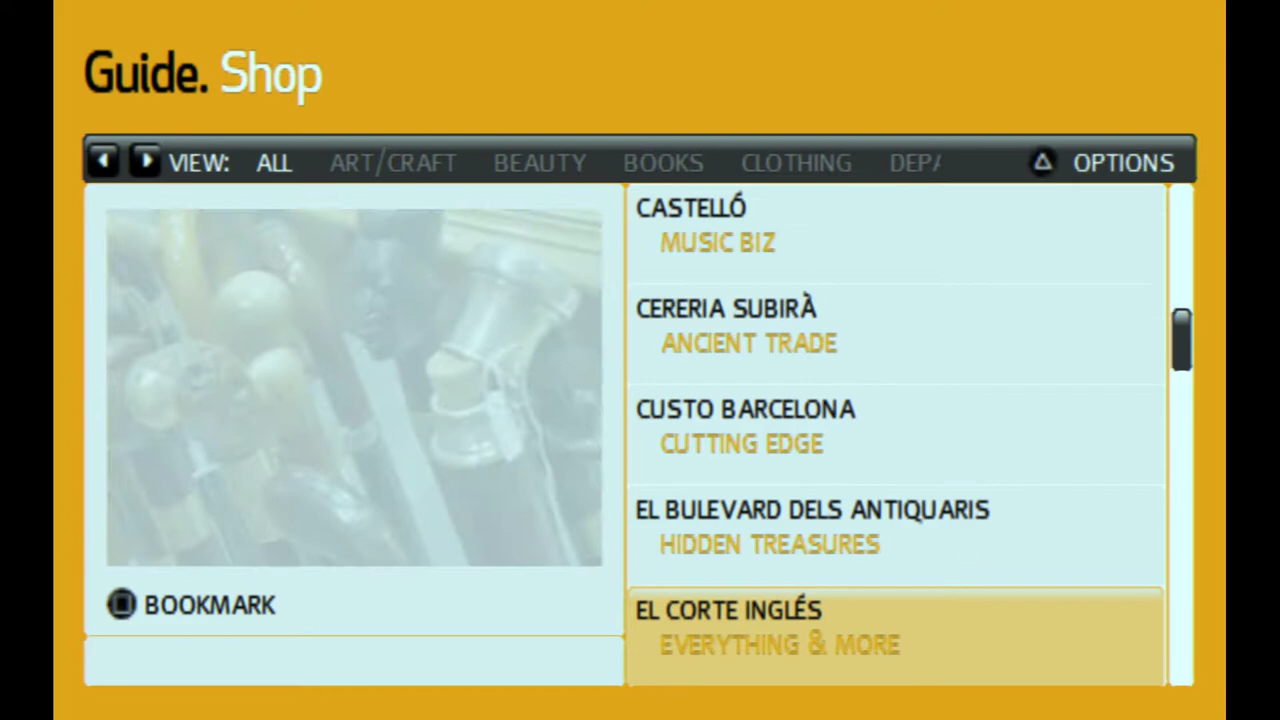 Guide. Shop
VIEW: ALL ART/CRAFT BEAUTY BOOKS CLOTHING DEPA OPTIONS
CASTELLÓ
MUSIC BIZ
CERERIA SUBIRÀ
ANCIENT TRADE
CUSTO BARCELONA
CUTTING EDGE
EL BULEVARD DELS ANTIQUARIS
HIDDEN TREASURES
EL CORTE INGLÉS
EVERYTHING & MORE
BOOKMARK